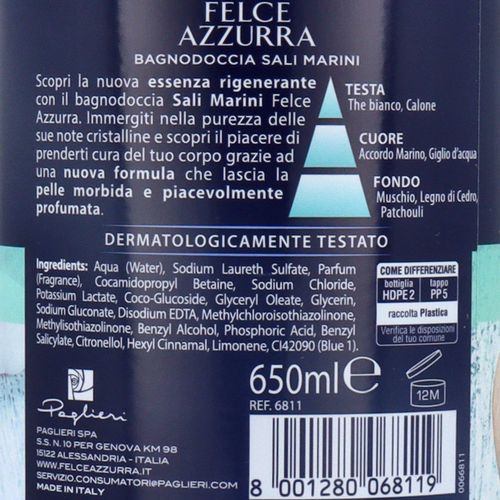 FELCE
AZZURRA
BAGNODOCCIA SALI MARINI
Scopri la nuova essenza rigenerante
con il bagnodoccia Sali Marini Felce
Azzurra. Immergiti nella purezza delle
sue note cristalline e scopri il piacere di
prenderti cura del tuo corpo grazie ad
una nuova formula che lascia la
pelle morbida e piacevolmente
profumata.
TESTA
The bianco, Calone
CUORE
Accordo Marino, Giglio d'acqua
FONDO
Muschio, Legno di Cedro,
Patchouli
DERMATOLOGICAMENTE TESTATO
Ingredients: Aqua (Water), Sodium Laureth Sulfate, Parfum
(Fragrance), Cocamidopropyl Betaine, Sodium Chloride,
Potassium Lactate, Coco-Glucoside, Glyceryl Oleate, Glycerin,
Sodium Gluconate, Disodium EDTA, Methylchloroisothiazolinone,
Methylisothiazolinone, Benzyl Alcohol, Phosphoric Acid, Benzyl
Salicylate, Citronellol, Hexyl Cinnamal, Limonene, CI42090 (Blue 1).
COME DIFFERENZIARE
bottiglia tappo
HDPE 2 PP 5
raccolta Plastica
Verifica le disposizioni
del tuo comune
650ml e
REF. 6811
12M
Paglieri
PAGLIERI SPA
S.S. N. 10 PER GENOVA KM 98
15122 ALESSANDRIA - ITALIA
WWW.FELCEAZZURRA.IT
SERVIZIO.CONSUMATORI@PAGLIERI.COM
MADE IN ITALY
8 001280 068119
0066811